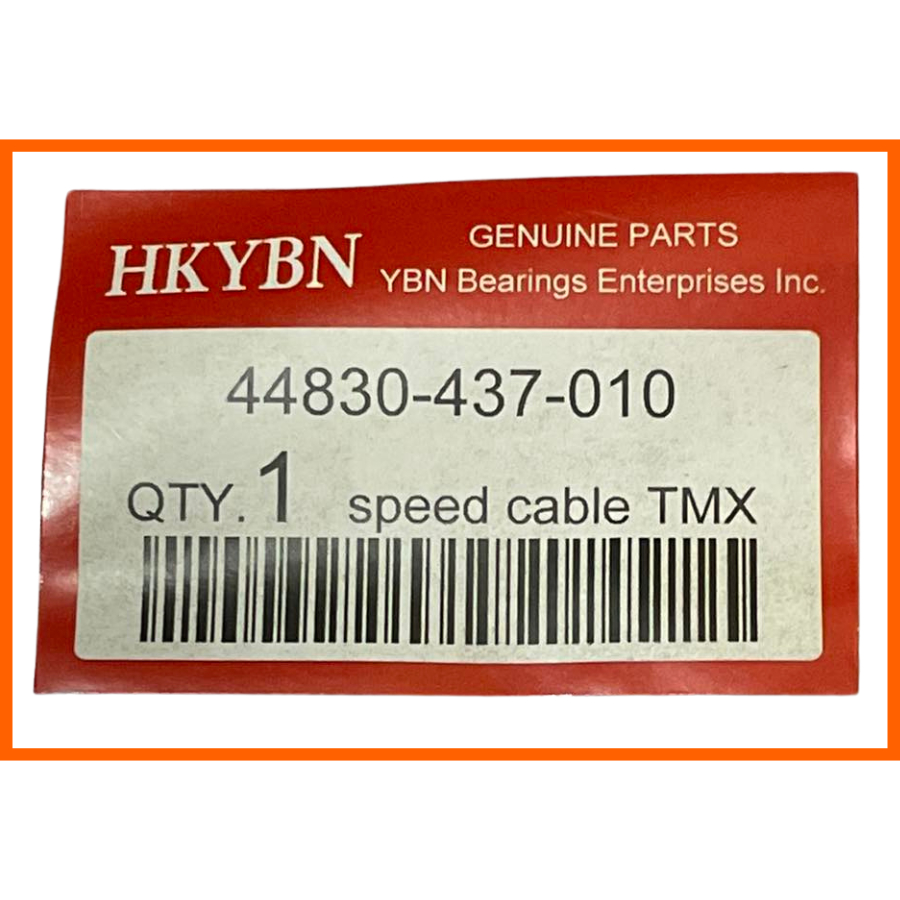 HKYBN
GENUINE PARTS
YBN Bearings Enterprises Inc.
44830-437-010
QTY. 1 speed cable TMX